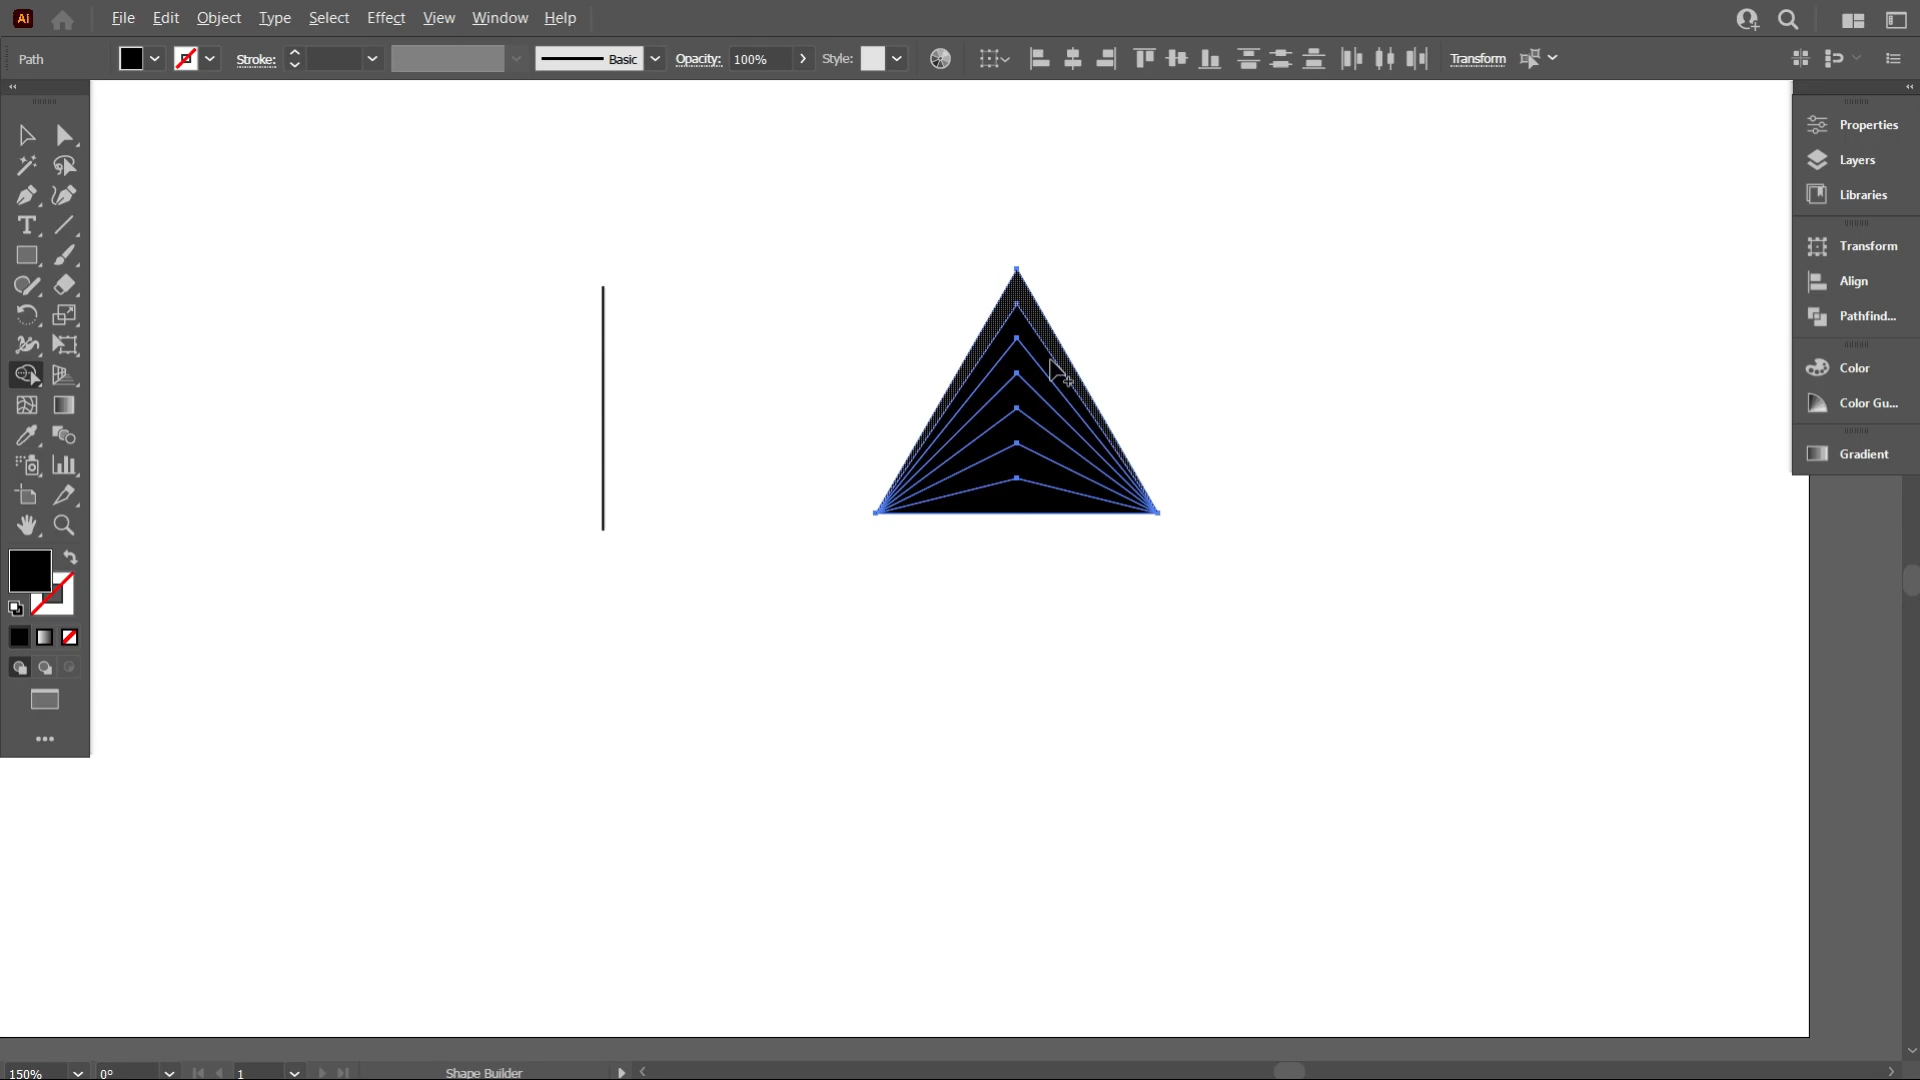 Ai File Edit Object Type Select Effect View Window Help
Path Stroke: Basic Opacity: 100% Style: Transform
Properties
Layers
Libraries
Transform
Align
Pathfind...
Color
Color Gu...
Gradient
150% 0° 1 Shape Builder